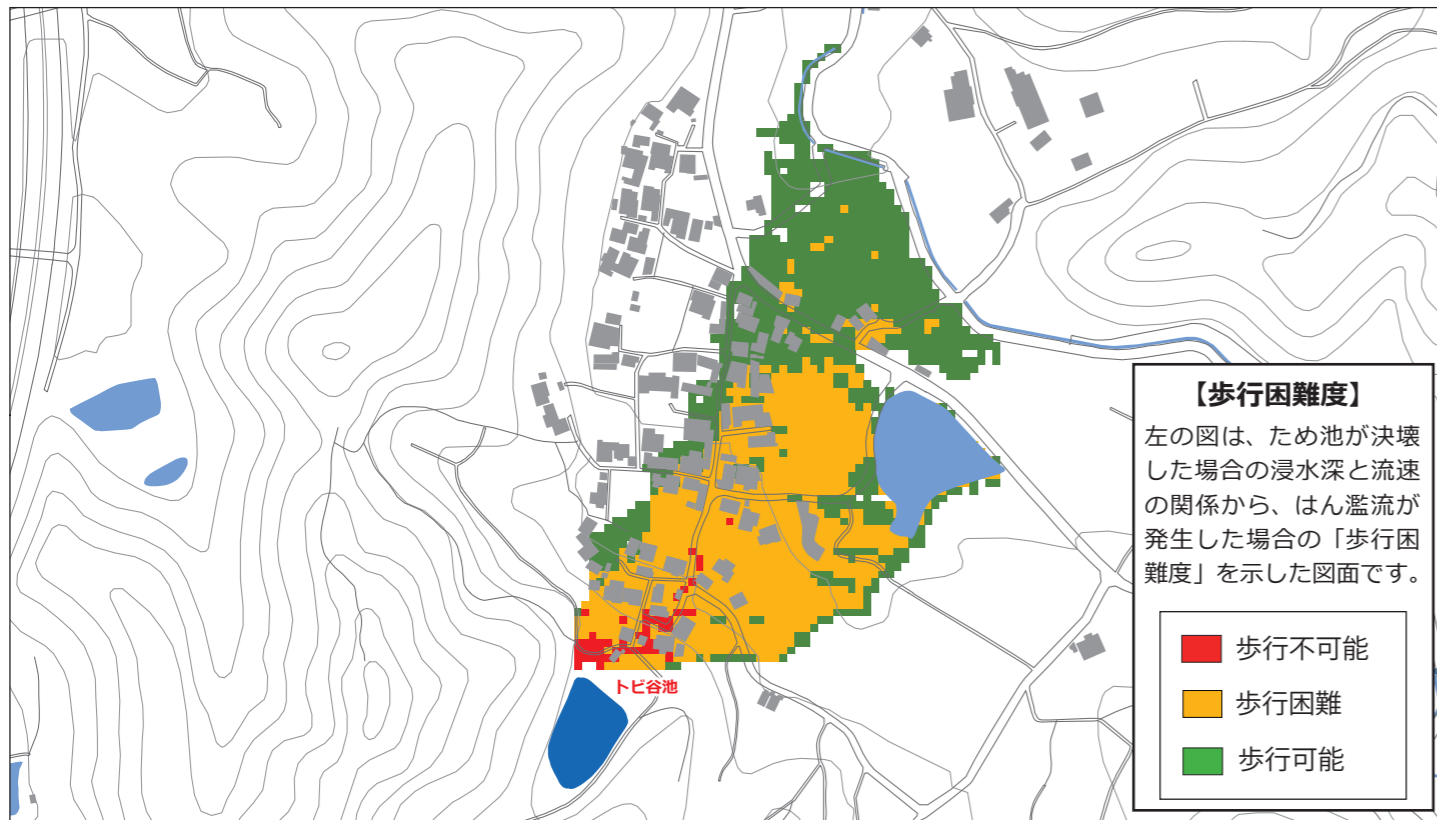 【歩行困難度】
左の図は、ため池が決壊
した場合の浸水深と流速
の関係から、はん濫流が
発生した場合の「歩行困
難度」を示した図面です。
歩行不可能
歩行困難
歩行可能
トビ谷池